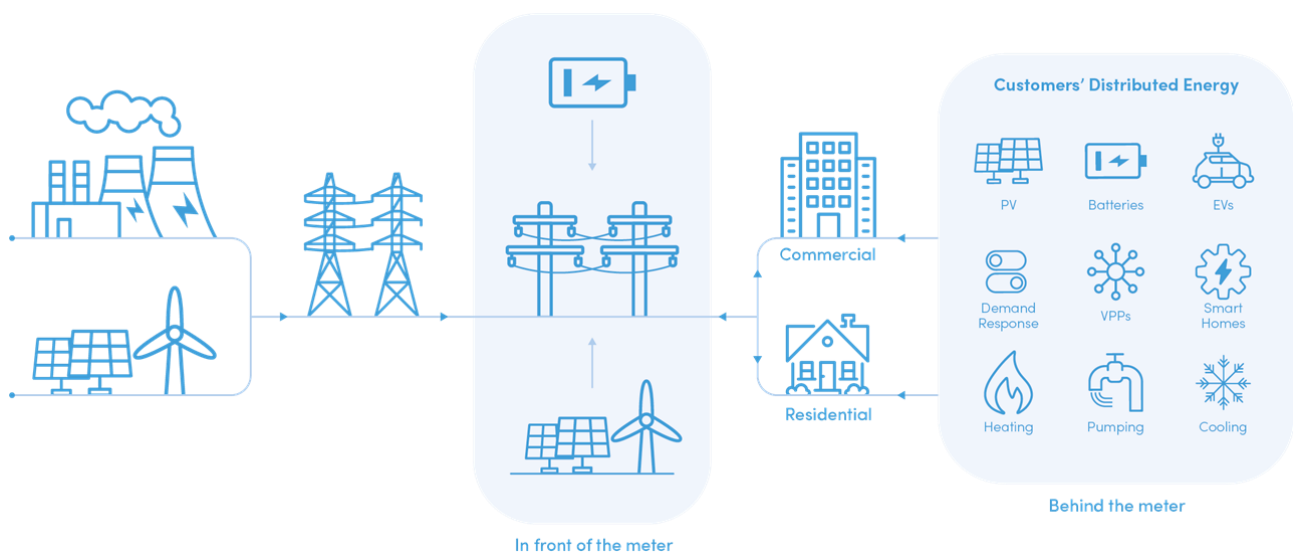 Customers’ Distributed Energy
PV
Batteries
EVs
Commercial
Demand
Response
VPPs
Smart
Homes
Residential
Heating
Pumping
Cooling
Behind the meter
In front of the meter